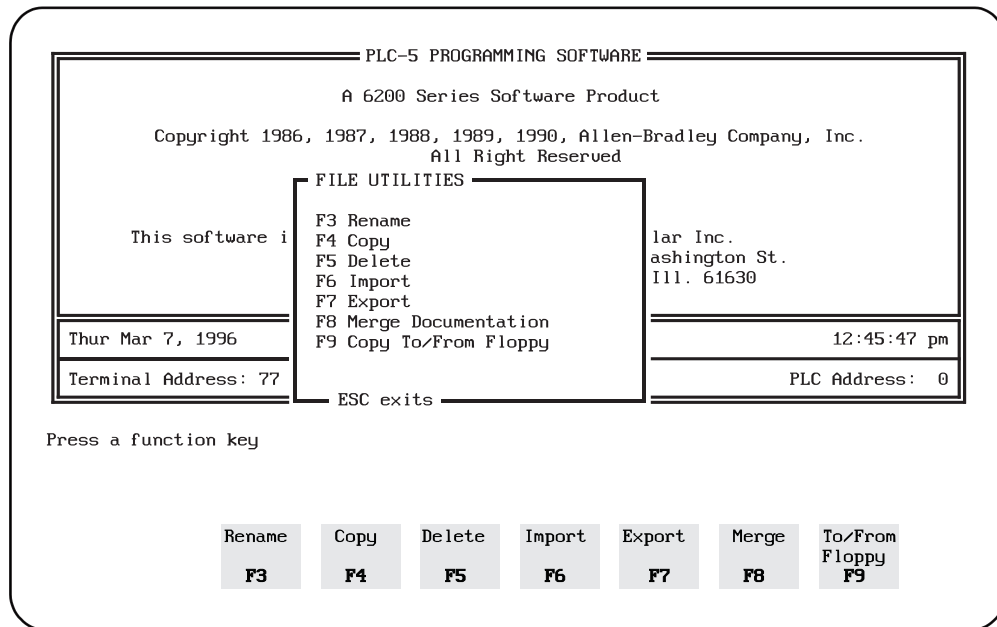 PLC-5 PROGRAMMING SOFTWARE
A 6200 Series Software Product
Copyright 1986, 1987, 1988, 1989, 1990, Allen-Bradley Company, Inc.
All Right Reserved
FILE UTILITIES
F3 Rename
This software i
F4 Copy
lar Inc.
F5 Delete
ashington St.
F6 Import
Ill. 61630
F7 Export
F8 Merge Documentation
F9 Copy To/From Floppy
Thur Mar 7, 1996
12:45:47 pm
Terminal Address: 77
PLC Address: 0
ESC exits
Press a function key
Rename F3
Copy F4
Delete F5
Import F6
Export F7
Merge F8
To/From
Floppy
F9